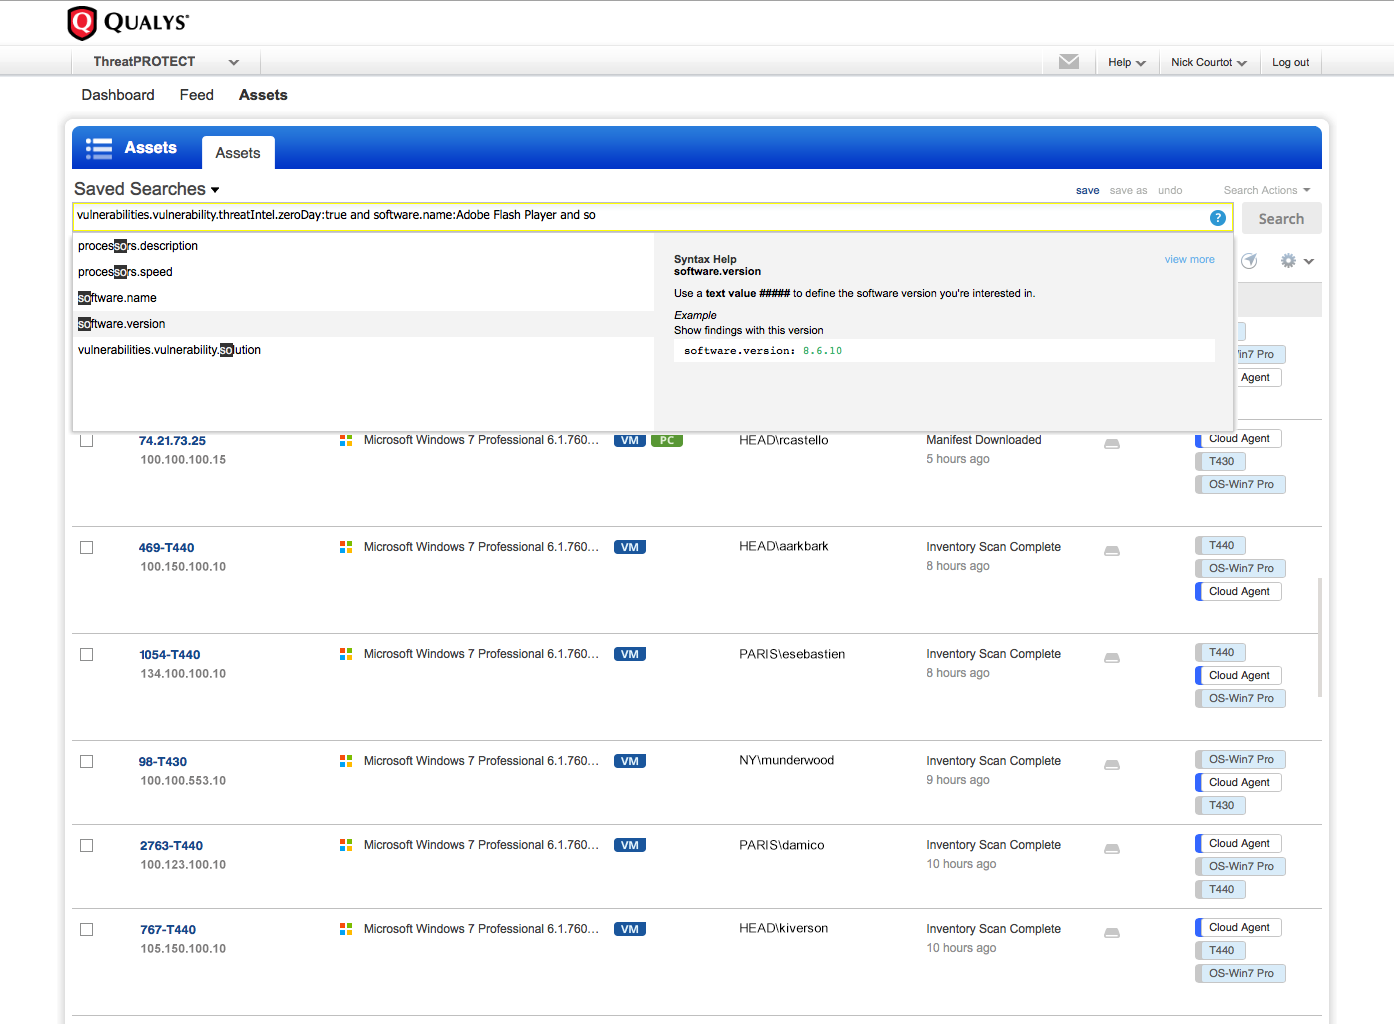 QUALYS®
ThreatPROTECT
Help
Nick Courtot
Log out
Dashboard Feed Assets
Assets
Assets
Saved Searches
save save as undo
Search Actions
vulnerabilities.vulnerability.threatIntel.zeroDay:true and software.name:Adobe Flash Player and so
?
Search
processors.description
processors.speed
software.name
software.version
vulnerabilities.vulnerability.solution
Syntax Help
view more
software.version
Use a text value ##### to define the software version you're interested in.
Example
Show findings with this version
software.version: 8.6.10
Win7 Pro
Agent
74.21.73.25
100.100.100.15
Microsoft Windows 7 Professional 6.1.760...
VM PC
HEAD\rcastello
Manifest Downloaded
5 hours ago
Cloud Agent
T430
OS-Win7 Pro
469-T440
100.150.100.10
Microsoft Windows 7 Professional 6.1.760...
VM
HEAD\aarkbark
Inventory Scan Complete
8 hours ago
T440
OS-Win7 Pro
Cloud Agent
1054-T440
134.100.100.10
Microsoft Windows 7 Professional 6.1.760...
VM
PARIS\esebastien
Inventory Scan Complete
8 hours ago
T440
Cloud Agent
OS-Win7 Pro
98-T430
100.100.553.10
Microsoft Windows 7 Professional 6.1.760...
VM
NY\munderwood
Inventory Scan Complete
9 hours ago
OS-Win7 Pro
Cloud Agent
T430
2763-T440
100.123.100.10
Microsoft Windows 7 Professional 6.1.760...
VM
PARIS\damico
Inventory Scan Complete
10 hours ago
Cloud Agent
OS-Win7 Pro
T440
767-T440
105.150.100.10
Microsoft Windows 7 Professional 6.1.760...
VM
HEAD\kiverson
Inventory Scan Complete
10 hours ago
Cloud Agent
T440
OS-Win7 Pro